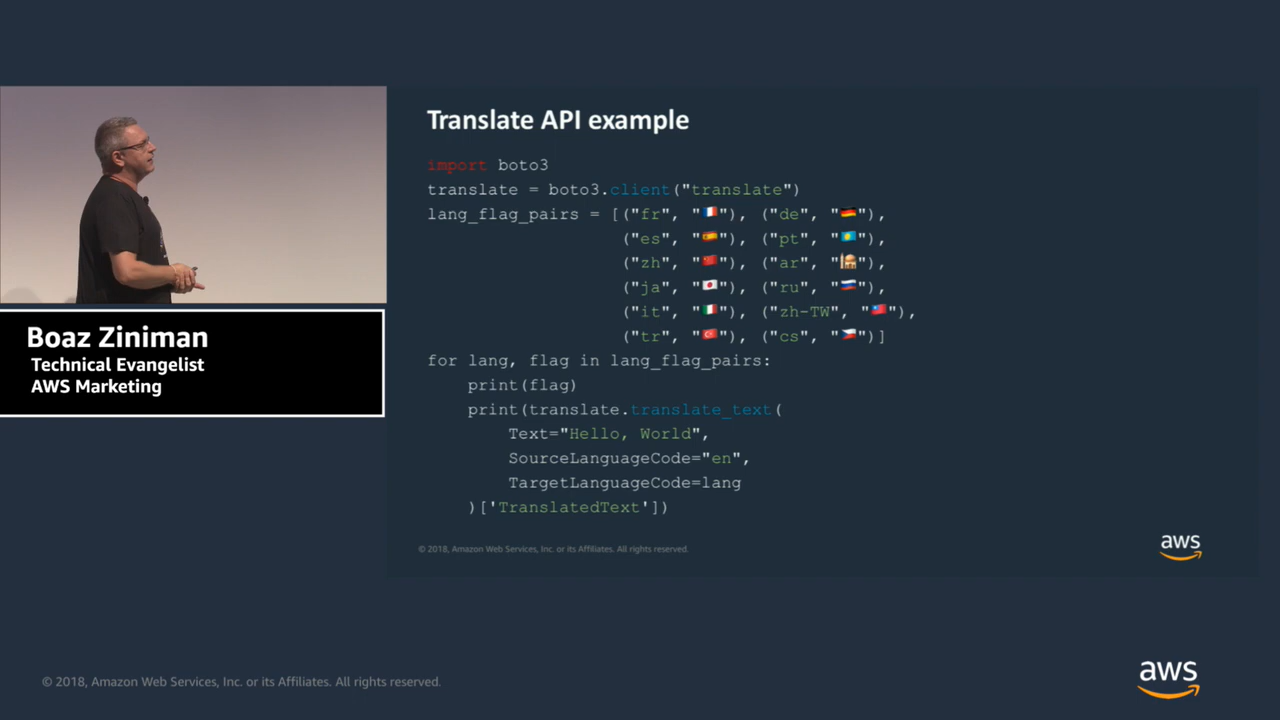 Translate API example
import boto3
translate = boto3.client("translate")
lang_flag_pairs = [("fr", "🇫🇷"), ("de", "🇩🇪"),
("es", "🇪🇸"), ("pt", "🇰🇿"),
("zh", "🇨🇳"), ("ar", "🕌"),
("ja", "🇯🇵"), ("ru", "🇷🇺"),
("it", "🇮🇹"), ("zh-TW", "🇹🇼"),
("tr", "🇹🇷"), ("cs", "🇨🇿")]
for lang, flag in lang_flag_pairs:
print(flag)
print(translate.translate_text(
Text="Hello, World",
SourceLanguageCode="en",
TargetLanguageCode=lang
)['TranslatedText'])
© 2018, Amazon Web Services, Inc. or its Affiliates. All rights reserved.
aws
Boaz Ziniman
Technical Evangelist
AWS Marketing
© 2018, Amazon Web Services, Inc. or its Affiliates. All rights reserved.
aws